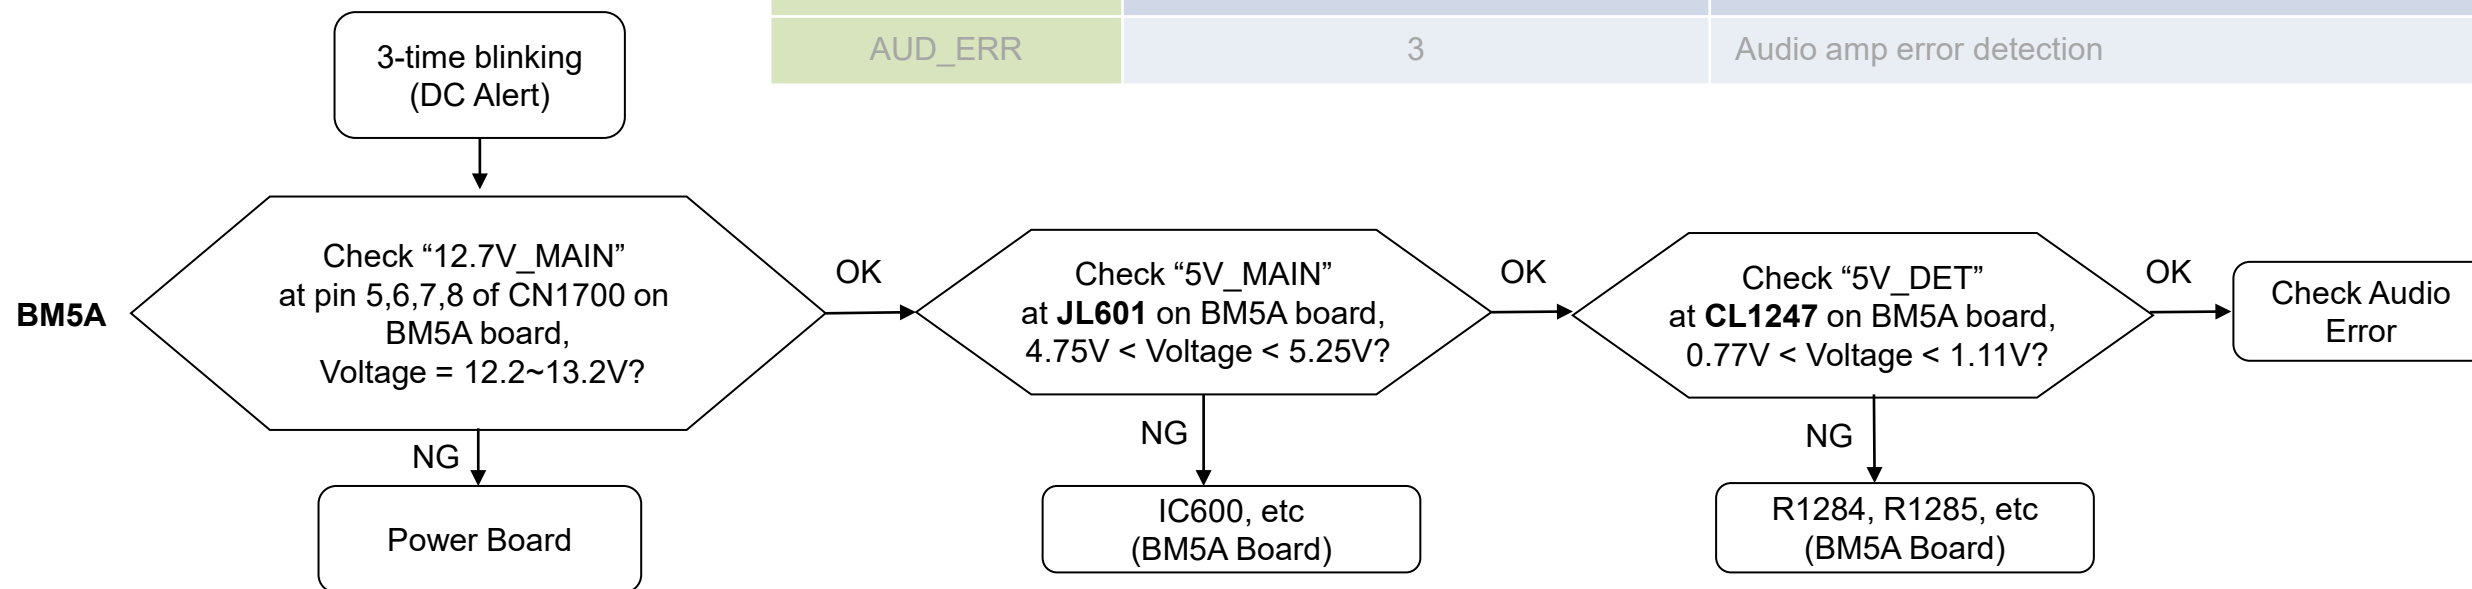 AUD_ERR 3 Audio amp error detection
3-time blinking
(DC Alert)
BM5A
Check “12.7V_MAIN”
at pin 5,6,7,8 of CN1700 on
BM5A board,
Voltage = 12.2~13.2V?
OK
NG
Power Board
Check “5V_MAIN”
at JL601 on BM5A board,
4.75V < Voltage < 5.25V?
OK
NG
IC600, etc
(BM5A Board)
Check “5V_DET”
at CL1247 on BM5A board,
0.77V < Voltage < 1.11V?
OK
NG
R1284, R1285, etc
(BM5A Board)
Check Audio
Error